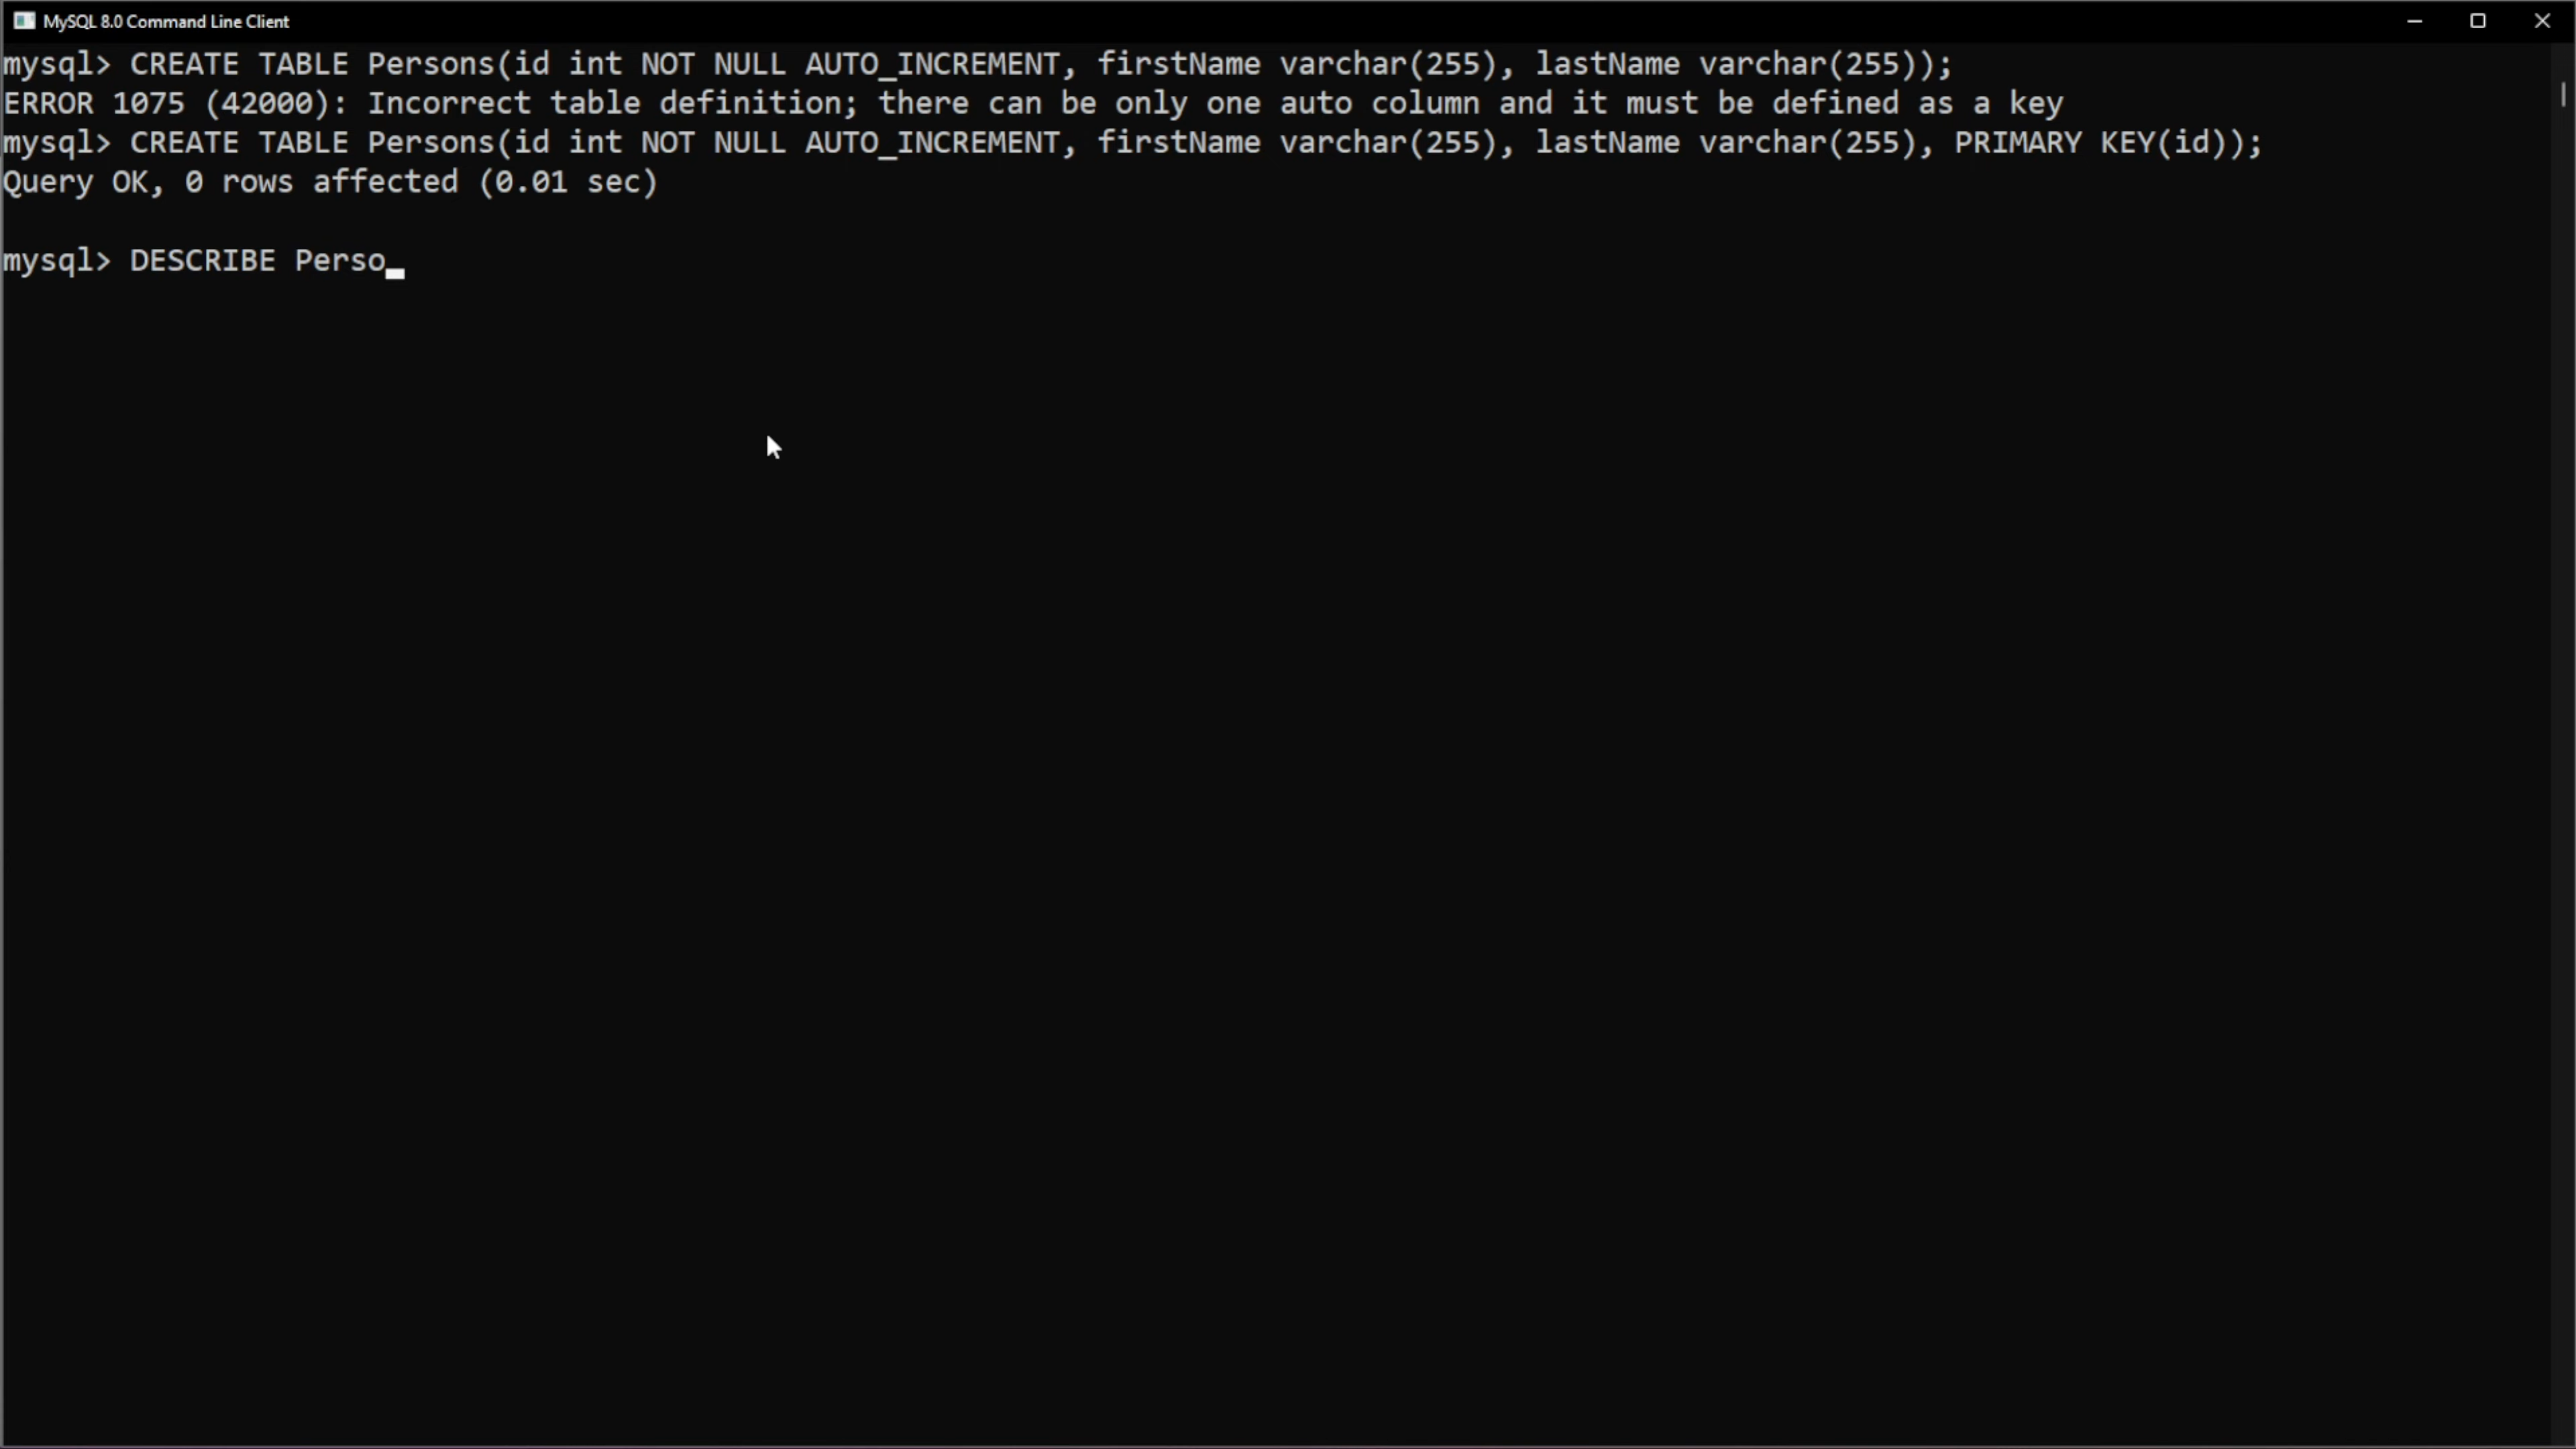 MySQL 8.0 Command Line Client
mysql> CREATE TABLE Persons(id int NOT NULL AUTO_INCREMENT, firstName varchar(255), lastName varchar(255));
ERROR 1075 (42000): Incorrect table definition; there can be only one auto column and it must be defined as a key
mysql> CREATE TABLE Persons(id int NOT NULL AUTO_INCREMENT, firstName varchar(255), lastName varchar(255), PRIMARY KEY(id));
Query OK, 0 rows affected (0.01 sec)
mysql> DESCRIBE Perso